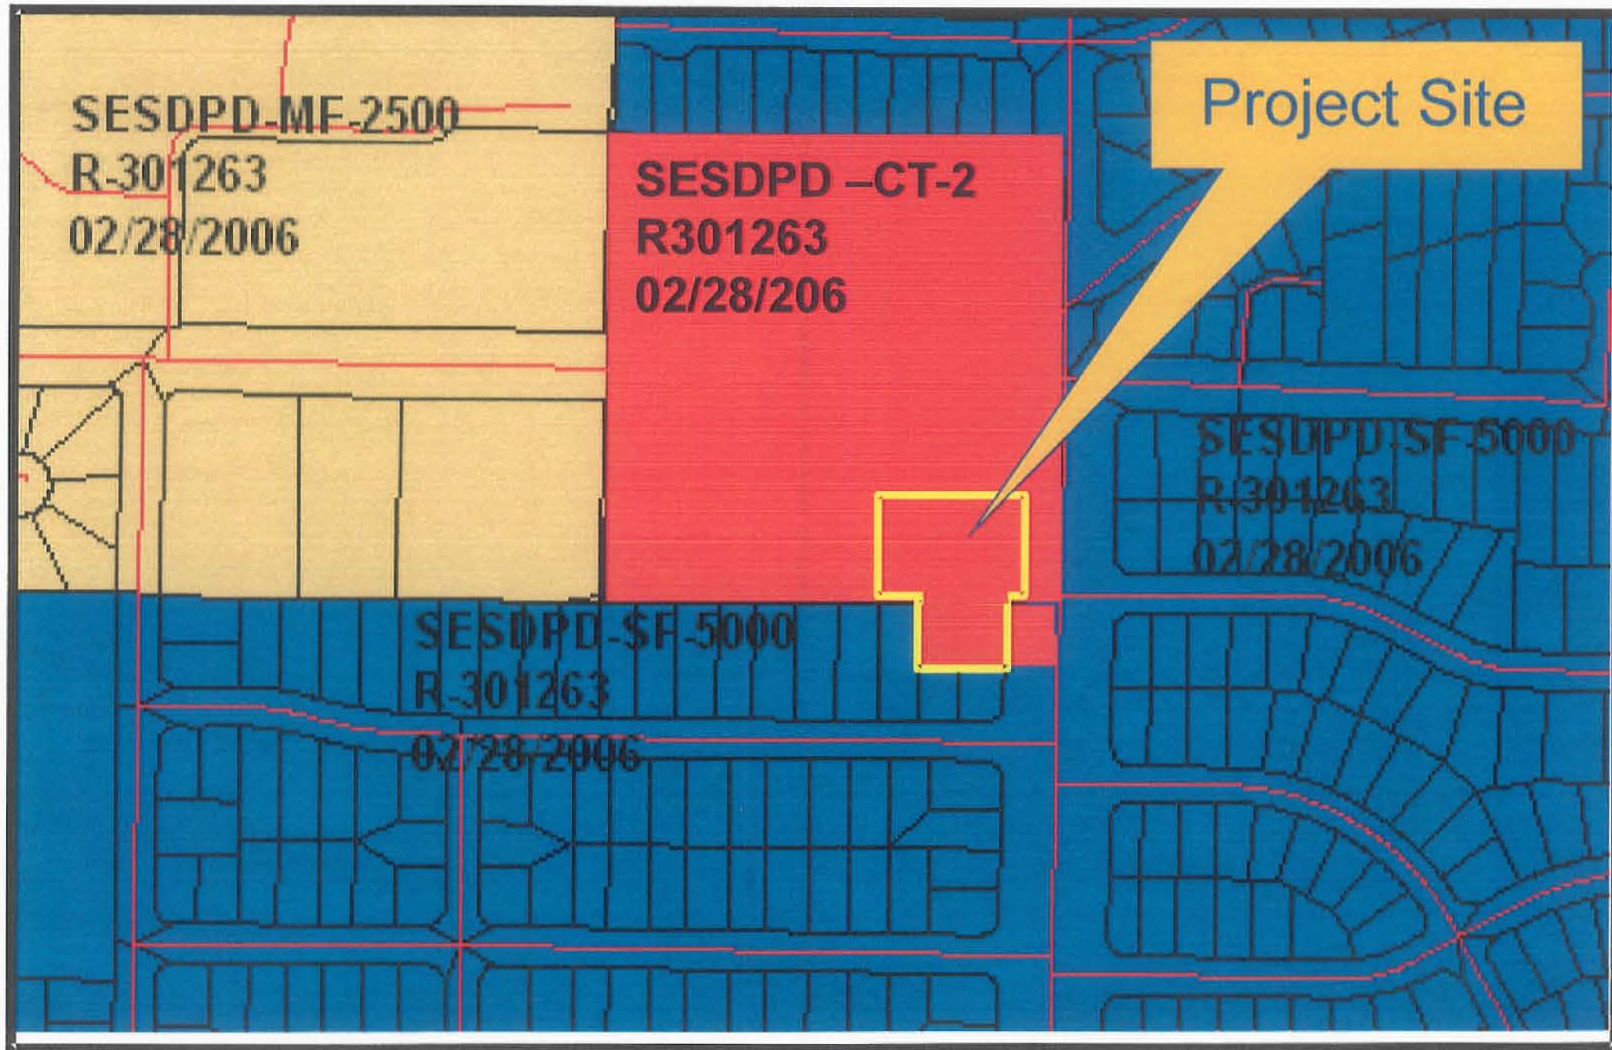 SESDPD-MF-2500
R-301263
02/28/2006
SESDPD –CT-2
R301263
02/28/206
Project Site
SESDPD-SF-5000
R-301263
02/28/2006
SESDPD-SF-5000
R-301263
02/28-2006